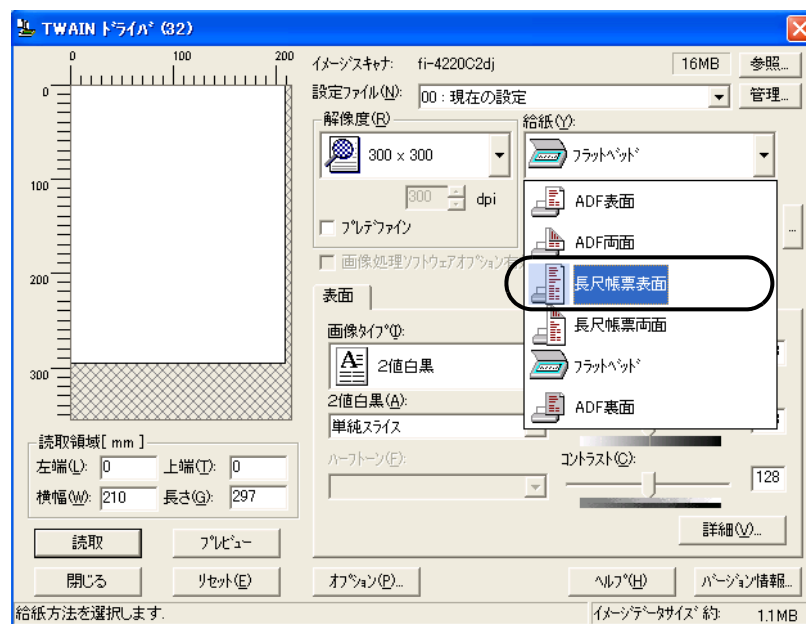 TWAIN ﾄﾞﾗｲﾊﾞ (32)
0 100 200
0
100
200
300
ｲﾒｰｼﾞｽｷｬﾅ: fi-4220C2dj 16MB 参照...
設定ﾌｧｲﾙ(N): 00 : 現在の設定 管理...
解像度(R)
300 × 300
300 dpi
ﾌﾟﾚﾃﾞﾌｧｲﾝ
給紙(Y):
ﾌﾗｯﾄﾍﾞｯﾄﾞ
ADF表面
ADF両面
長尺帳票表面
長尺帳票両面
ﾌﾗｯﾄﾍﾞｯﾄﾞ
ADF裏面
...
画像処理ｿﾌﾄｳｪｱｵﾌﾟｼｮﾝ
表面
画像ﾀｲﾌﾟ(I):
2値白黒
2値白黒(A):
単純ｽﾗｲｽ
ﾊｰﾌﾄｰﾝ(F):
ｺﾝﾄﾗｽﾄ(C):
128
詳細(V)...
読取領域[ mm ]
左端(L): 0 上端(T): 0
横幅(W): 210 長さ(G): 297
読取 ﾌﾟﾚﾋﾞｭｰ
閉じる ﾘｾｯﾄ(E) ｵﾌﾟｼｮﾝ(P)... ﾍﾙﾌﾟ(H) ﾊﾞｰｼﾞｮﾝ情報...
給紙方法を選択します. ｲﾒｰｼﾞﾃﾞｰﾀｻｲｽﾞ 約: 1.1MB